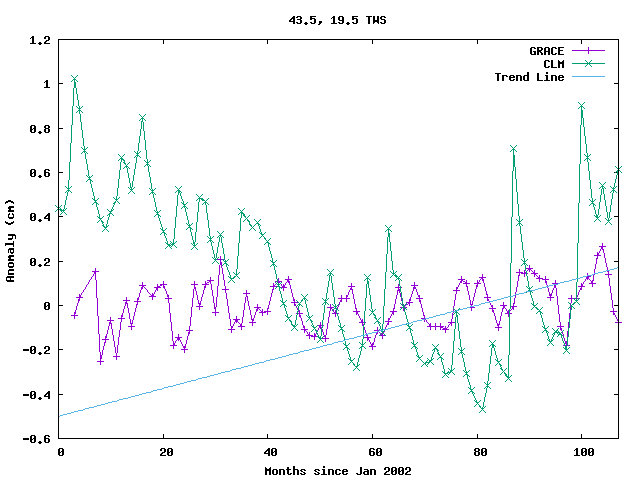 43.5, 19.5 TWS
GRACE
CLM
Trend Line
Anomaly (cm)
1.2
1
0.8
0.6
0.4
0.2
0
-0.2
-0.4
-0.6
0 20 40 60 80 100
Months since Jan 2002